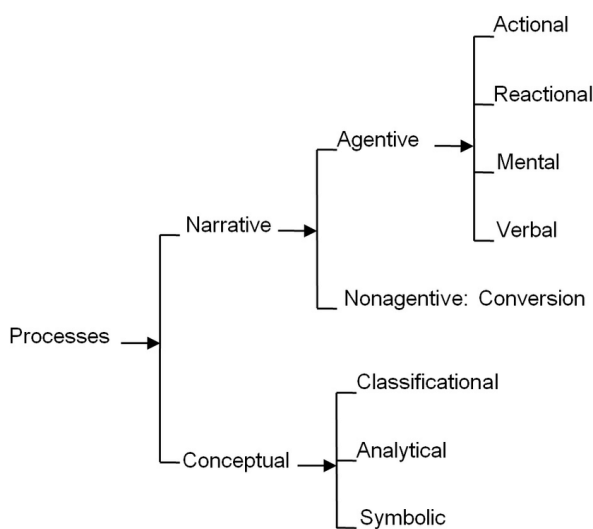 Actional
Reactional
Agentive
Mental
Narrative
Verbal
Nonagentive: Conversion
Processes
Classificational
Analytical
Conceptual
Symbolic